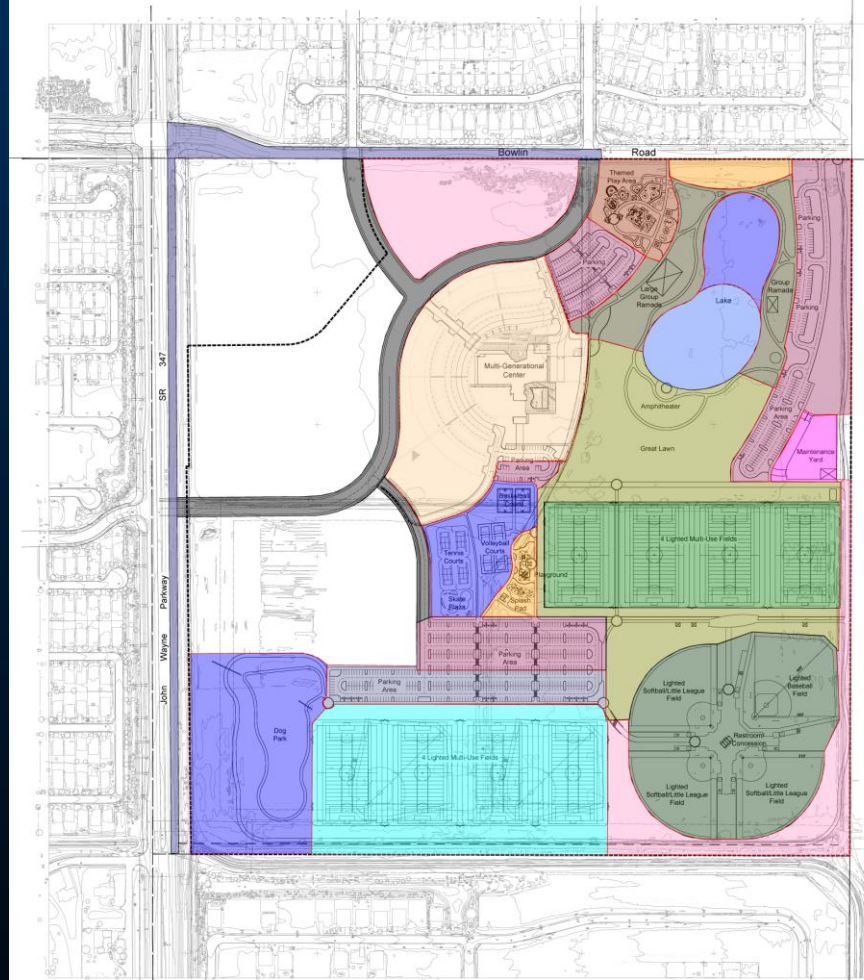 Bowlin Road
Themed
Play Area
Parking
Parking
Large
Group
Ramada
Group
Ramada
Lake
Parking
SR 347
Multi-Generational
Center
Amphitheater
Parking
Area
Great Lawn
Maintenance
Yard
Parking
Area
Basketball
Courts
Volleyball
Courts
Tennis
Courts
4 Lighted Multi-Use Fields
Playground
Skate
Plaza
Splash
Pad
John Wayne Parkway
Parking
Area
Parking
Area
Lighted
Softball/Little League
Field
Lighted
Baseball
Field
Dog
Park
Restroom/
Concession
4 Lighted Multi-Use Fields
Lighted
Softball/Little League
Field
Lighted
Softball/Little League
Field